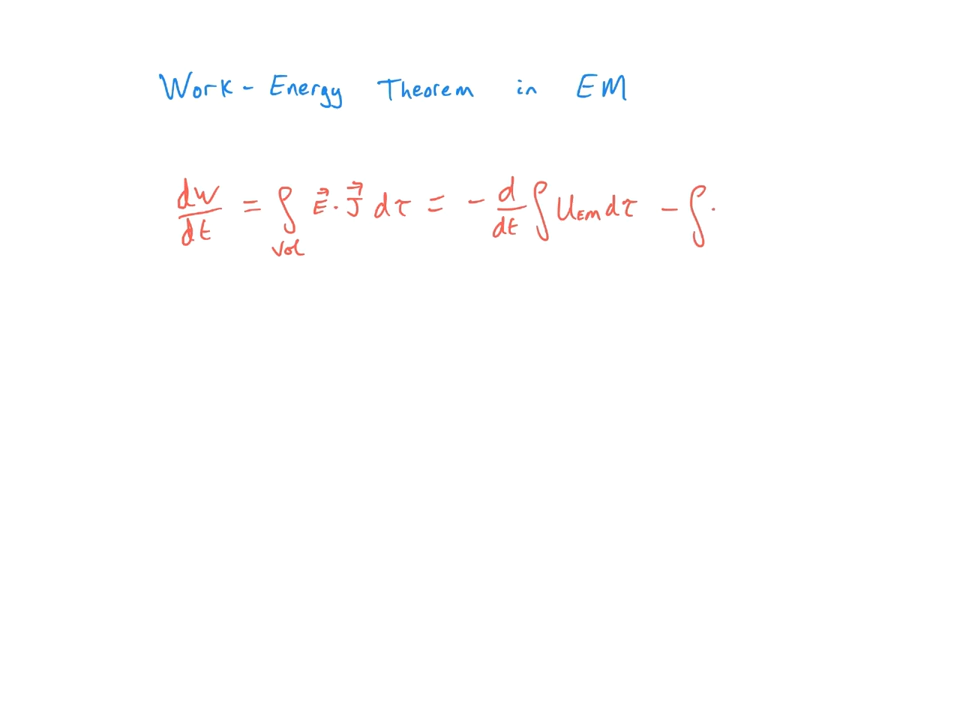 Work - Energy Theorem in EM
dW/dt = ∫_Vol E⃗ · J⃗ dτ = - d/dt ∫ U_EM dτ - ∫